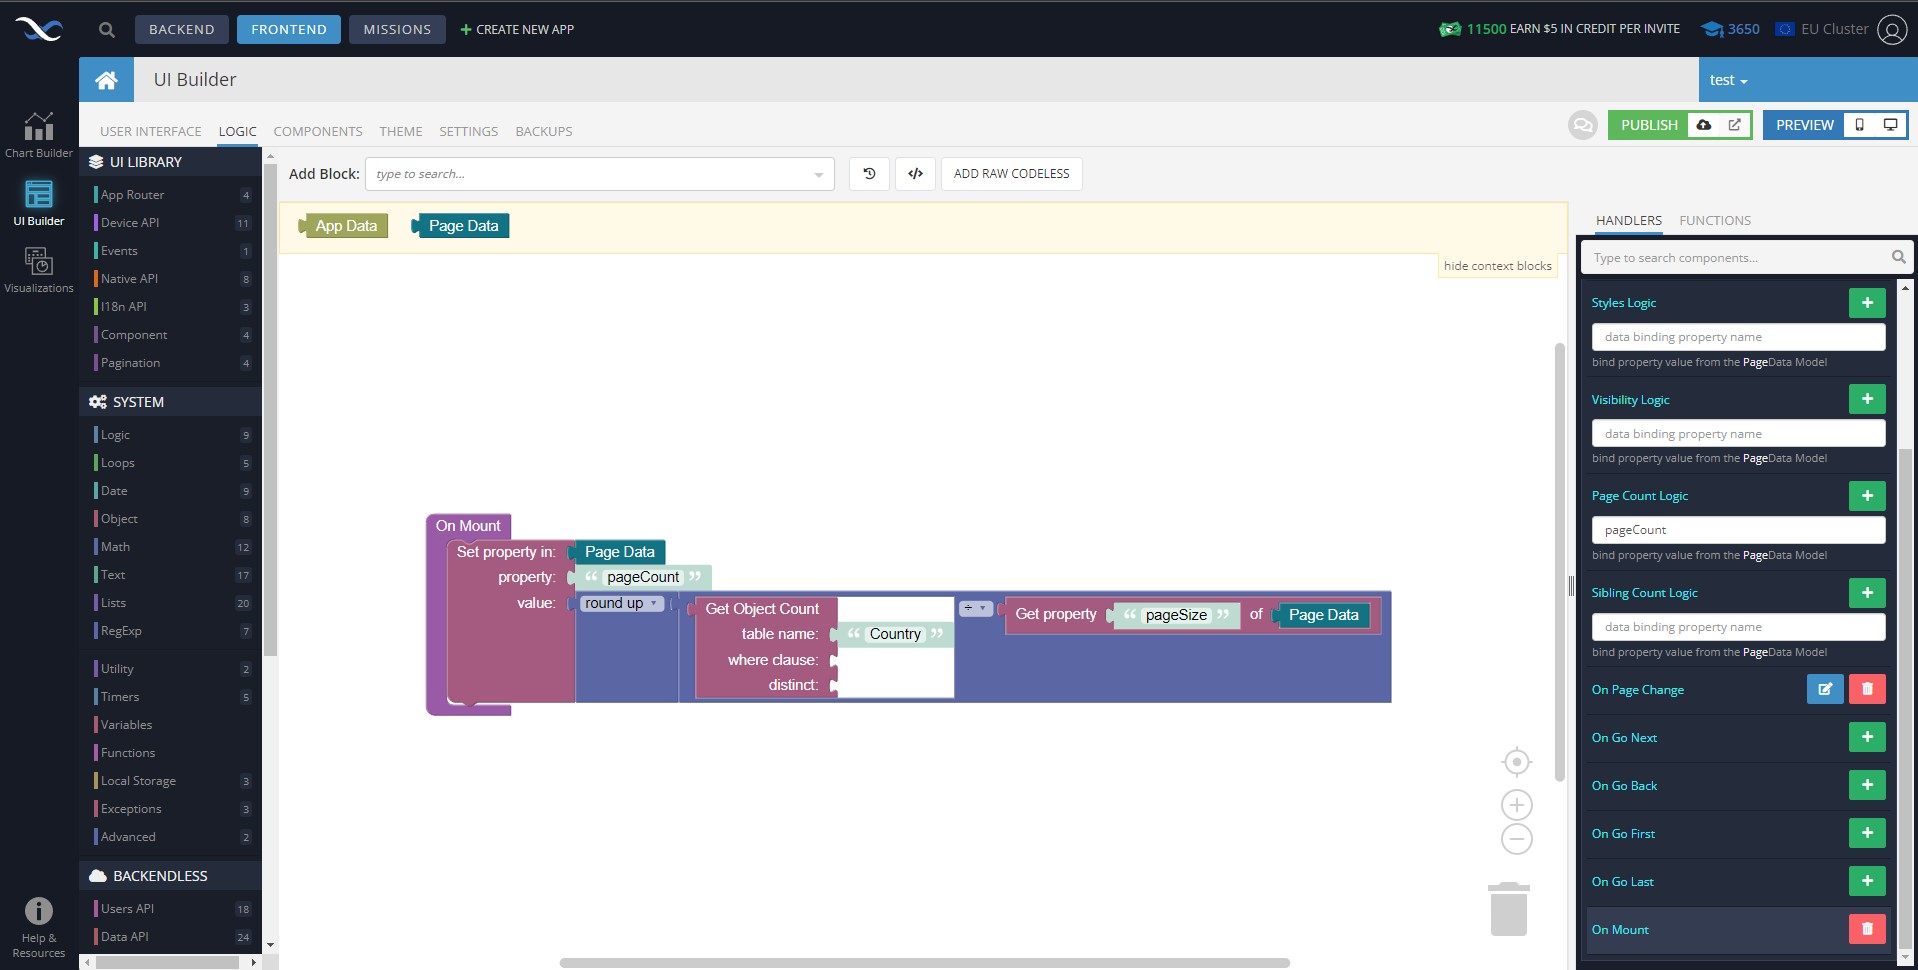 BACKEND
FRONTEND
MISSIONS
CREATE NEW APP
11500 EARN $5 IN CREDIT PER INVITE
3650
EU Cluster
UI Builder
test
Chart Builder
UI Builder
Visualizations
Help &
Resources
USER INTERFACE
LOGIC
COMPONENTS
THEME
SETTINGS
BACKUPS
PUBLISH
PREVIEW
UI LIBRARY
App Router 4
Device API 11
Events 1
Native API 8
I18n API 3
Component 4
Pagination 4
SYSTEM
Logic 9
Loops 5
Date 9
Object 8
Math 12
Text 17
Lists 20
RegExp 7
Utility 2
Timers 5
Variables
Functions
Local Storage 3
Exceptions 3
Advanced 2
BACKENDLESS
Users API 18
Data API 24
Add Block: type to search...
ADD RAW CODELESS
App Data
Page Data
hide context blocks
On Mount
Set property in: Page Data
property: “ pageCount ”
value: round up
Get Object Count
table name: “ Country ”
where clause:
distinct:
÷
Get property “ pageSize ” of Page Data
HANDLERS
FUNCTIONS
Type to search components...
Styles Logic
data binding property name
bind property value from the PageData Model
Visibility Logic
data binding property name
bind property value from the PageData Model
Page Count Logic
pageCount
bind property value from the PageData Model
Sibling Count Logic
data binding property name
bind property value from the PageData Model
On Page Change
On Go Next
On Go Back
On Go First
On Go Last
On Mount